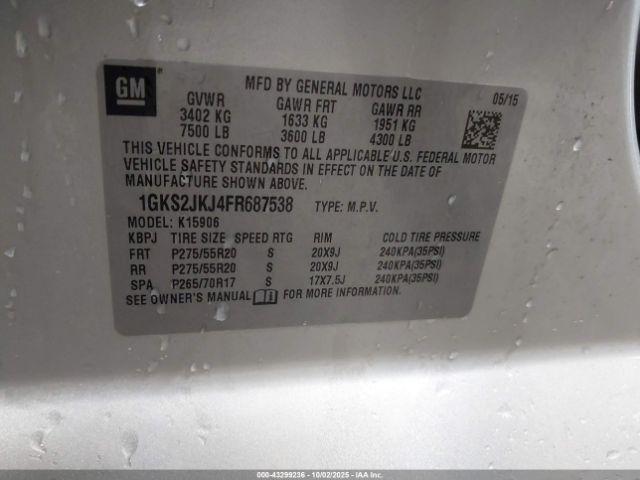 GM
MFD BY GENERAL MOTORS LLC
05/15
GVWR GAWR FRT GAWR RR
3402 KG 1633 KG 1951 KG
7500 LB 3600 LB 4300 LB
THIS VEHICLE CONFORMS TO ALL APPLICABLE U.S. FEDERAL MOTOR
VEHICLE SAFETY STANDARDS IN EFFECT ON THE DATE OF
MANUFACTURE SHOWN ABOVE.
1GKS2JKJ4FR687538 TYPE: M.P.V.
MODEL: K15906
KBPJ TIRE SIZE SPEED RTG RIM COLD TIRE PRESSURE
FRT P275/55R20 S 20X9J 240KPA(35PSI)
RR P275/55R20 S 20X9J 240KPA(35PSI)
SPA P265/70R17 S 17X7.5J 240KPA(35PSI)
SEE OWNER'S MANUAL FOR MORE INFORMATION.
000-43299236 - 10/02/2025 - IAAI.COM